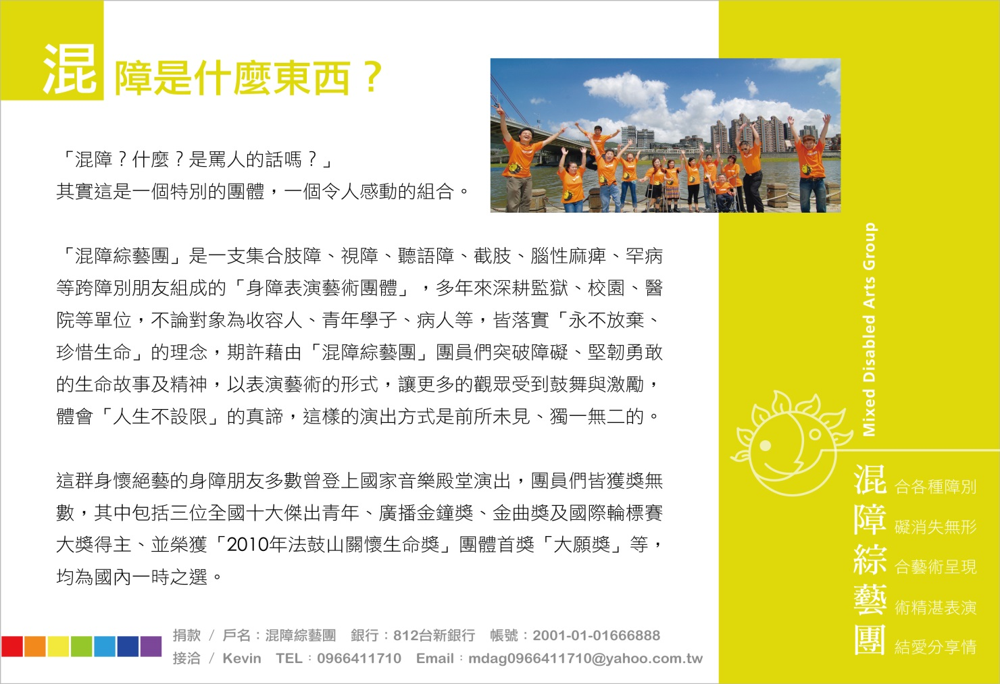 混障是什麼東西？
「混障？什麼？是罵人的話嗎？」
其實這是一個特別的團體，一個令人感動的組合。
「混障綜藝團」是一支集合肢障、視障、聽語障、截肢、腦性麻痺、罕病
等跨障別朋友組成的「身障表演藝術團體」，多年來深耕監獄、校園、醫
院等單位，不論對象為收容人、青年學子、病人等，皆落實「永不放棄、
珍惜生命」的理念，期許藉由「混障綜藝團」團員們突破障礙、堅韌勇敢
的生命故事及精神，以表演藝術的形式，讓更多的觀眾受到鼓舞與激勵，
體會「人生不設限」的真諦，這樣的演出方式是前所未見、獨一無二的。
這群身懷絕藝的身障朋友多數曾登上國家音樂殿堂演出，團員們皆獲獎無
數，其中包括三位全國十大傑出青年、廣播金鐘獎、金曲獎及國際輪標賽
大獎得主、並榮獲「2010年法鼓山關懷生命獎」團體首獎「大願獎」等，
均為國內一時之選。
捐款 / 戶名：混障綜藝團 銀行：812台新銀行 帳號：2001-01-01666888
接洽 / Kevin TEL：0966411710 Email：mdag0966411710@yahoo.com.tw
Mixed Disabled Arts Group
混 合各種障別
障 礙消失無形
綜 合藝術呈現
藝 術精湛表演
團 結愛分享情